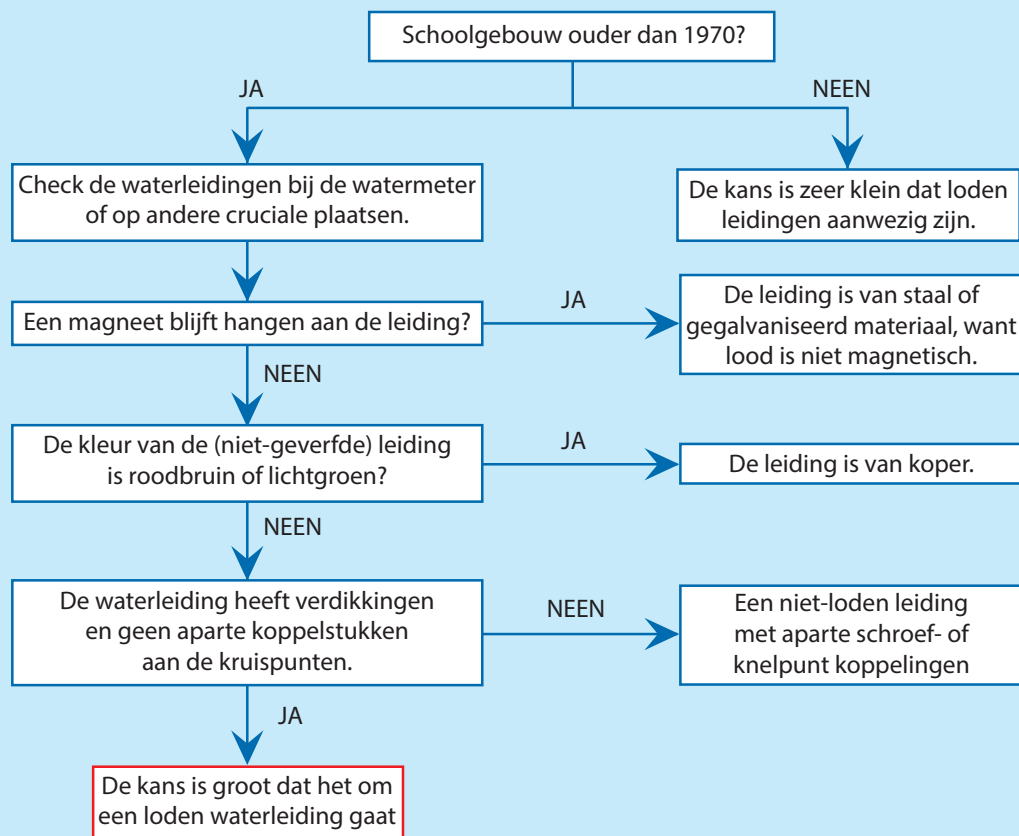 Schoolgebouw ouder dan 1970?
JA
NEEN
Check de waterleidingen bij de watermeter
of op andere cruciale plaatsen.
De kans is zeer klein dat loden
leidingen aanwezig zijn.
Een magneet blijft hangen aan de leiding?
JA
De leiding is van staal of
gegalvaniseerd materiaal, want
lood is niet magnetisch.
NEEN
De kleur van de (niet-geverfde) leiding
is roodbruin of lichtgroen?
JA
De leiding is van koper.
NEEN
De waterleiding heeft verdikkingen
en geen aparte koppelstukken
aan de kruispunten.
NEEN
Een niet-loden leiding
met aparte schroef- of
knelpunt koppelingen
JA
De kans is groot dat het om
een loden waterleiding gaat